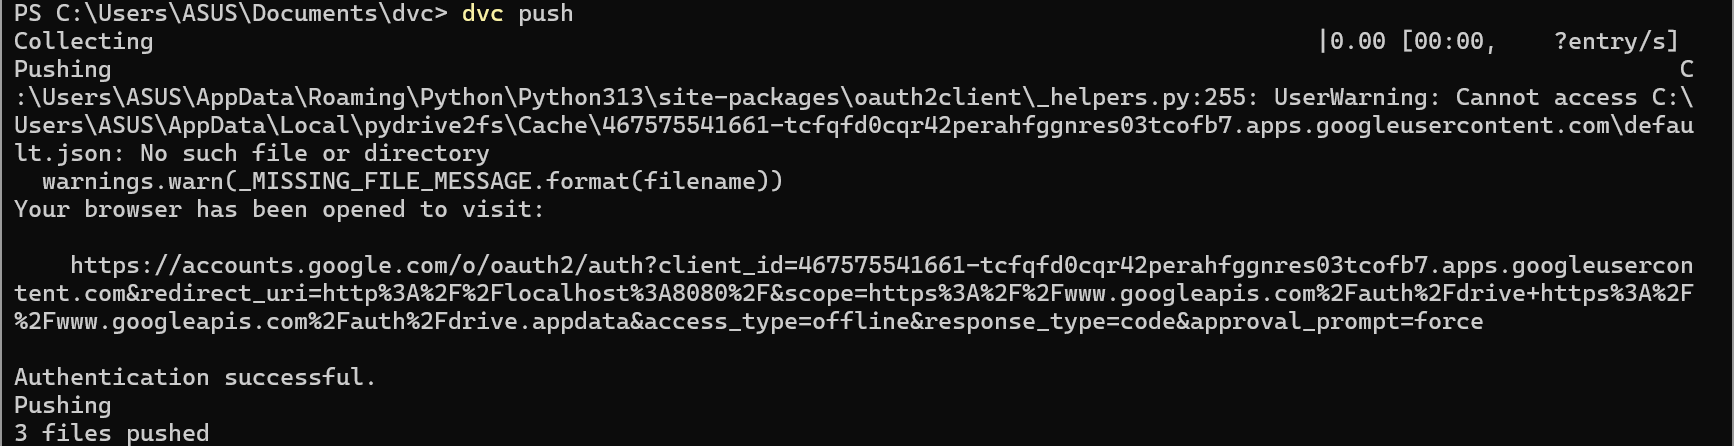 PS C:\Users\ASUS\Documents\dvc> dvc push
Collecting |0.00 [00:00, ?entry/s]
Pushing C
:\Users\ASUS\AppData\Roaming\Python\Python313\site-packages\oauth2client\_helpers.py:255: UserWarning: Cannot access C:\
Users\ASUS\AppData\Local\pydrive2fs\Cache\467575541661-tcfqfd0cqr42perahfggnres03tcofb7.apps.googleusercontent.com\defau
lt.json: No such file or directory
  warnings.warn(_MISSING_FILE_MESSAGE.format(filename))
Your browser has been opened to visit:
    https://accounts.google.com/o/oauth2/auth?client_id=467575541661-tcfqfd0cqr42perahfggnres03tcofb7.apps.googleusercon
tent.com&redirect_uri=http%3A%2F%2Flocalhost%3A8080%2F&scope=https%3A%2F%2Fwww.googleapis.com%2Fauth%2Fdrive+https%3A%2F
%2Fwww.googleapis.com%2Fauth%2Fdrive.appdata&access_type=offline&response_type=code&approval_prompt=force
Authentication successful.
Pushing
3 files pushed